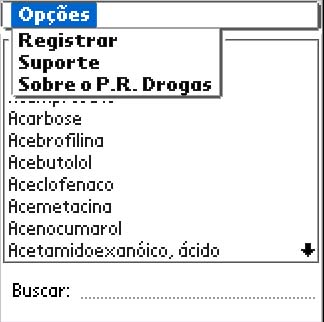 Opções
Registrar
Suporte
Sobre o P.R. Drogas
Acarbose
Acebrofilina
Acebutolol
Aceclofenaco
Acemetacina
Acenocumarol
Acetamidoexanóico, ácido
Buscar: